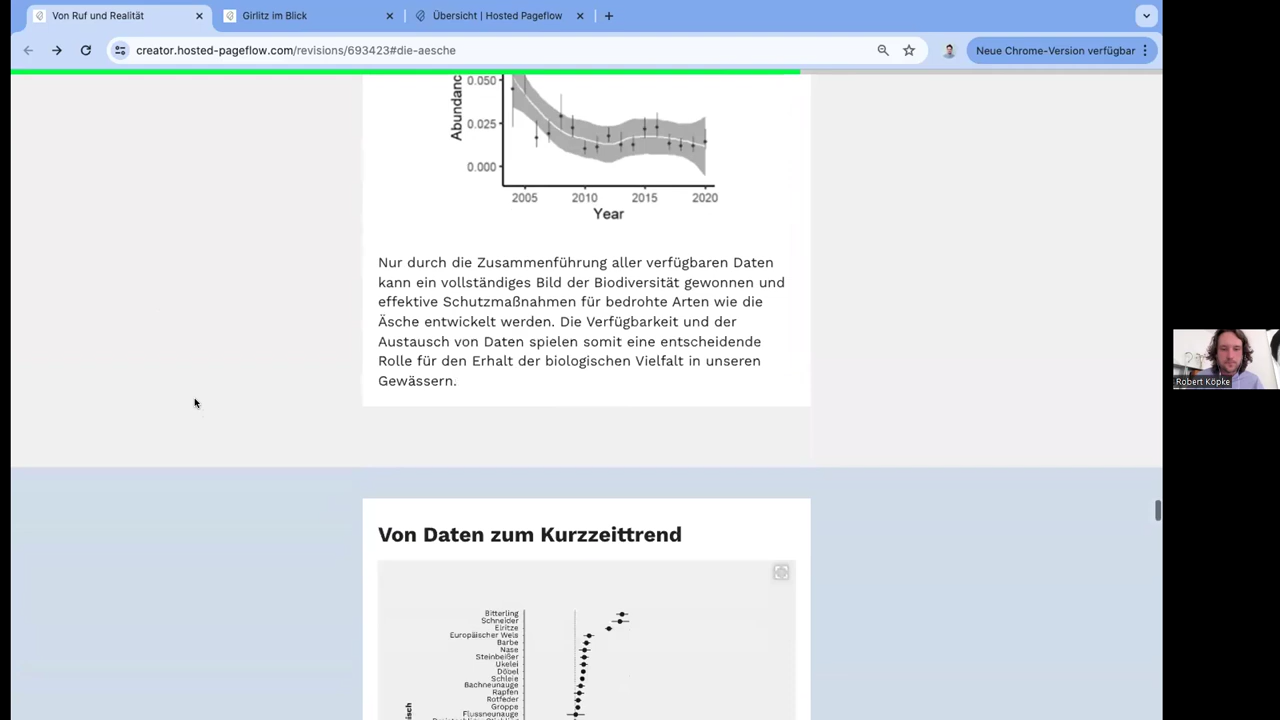 Von Ruf und Realität
Girlitz im Blick
Übersicht | Hosted Pageflow
creator.hosted-pageflow.com/revisions/693423#die-aesche
Neue Chrome-Version verfügbar
Abundanc
0.050
0.025
0.000
2005 2010 2015 2020
Year
Nur durch die Zusammenführung aller verfügbaren Daten
kann ein vollständiges Bild der Biodiversität gewonnen und
effektive Schutzmaßnahmen für bedrohte Arten wie die
Äsche entwickelt werden. Die Verfügbarkeit und der
Austausch von Daten spielen somit eine entscheidende
Rolle für den Erhalt der biologischen Vielfalt in unseren
Gewässern.
Robert Köpke
Von Daten zum Kurzzeittrend
Bitterling
Schneider
Elritze
Europäischer Wels
Barbe
Nase
Steinbeißer
Ukelei
Döbel
Schleie
Bachneunauge
Rapfen
Rotfeder
Groppe
Flussneunauge